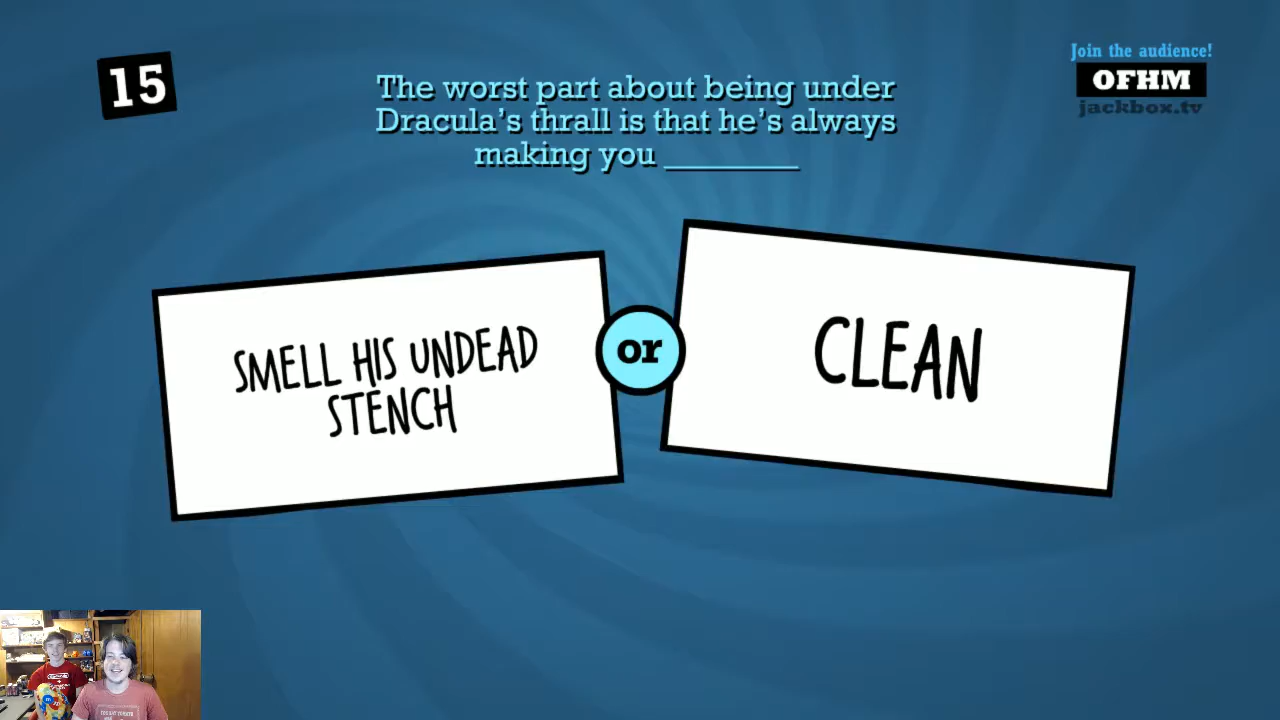 15
The worst part about being under
Dracula's thrall is that he's always
making you ________
Join the audience!
OFHM
jackbox.tv
SMELL HIS UNDEAD
STENCH
or
CLEAN